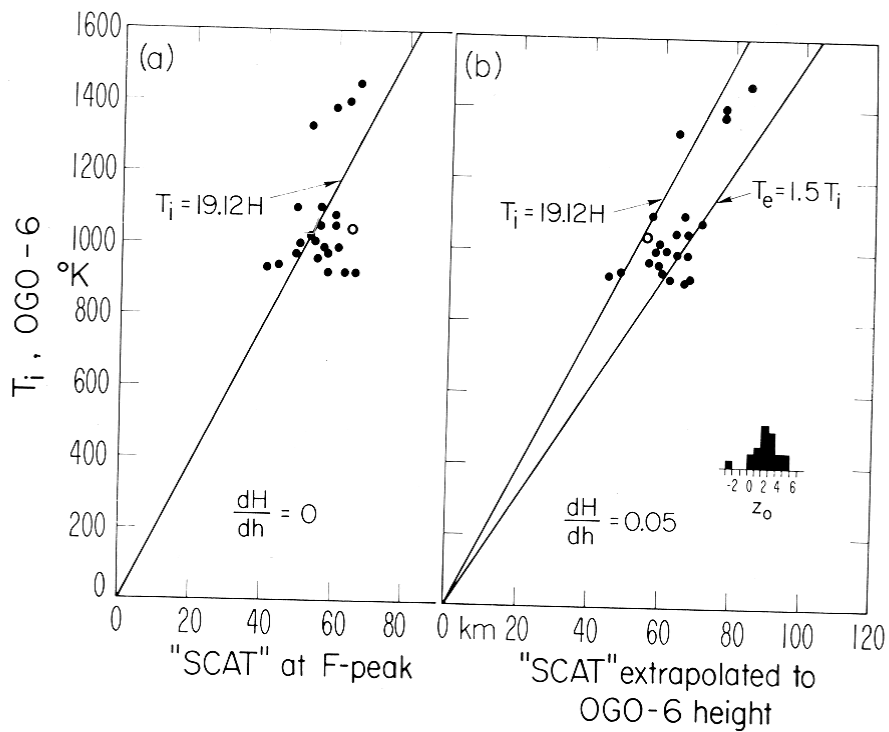 1600
1400
1200
1000
800
600
400
200
0
Ti , OGO-6
°K
(a)
Ti = 19.12H
dH
dh = 0
0 20 40 60 80
"SCAT" at F-peak
(b)
Ti = 19.12H
Te = 1.5 Ti
dH
dh = 0.05
-2 0 2 4 6
zo
0 km 20 40 60 80 100 120
"SCAT" extrapolated to
OGO-6 height